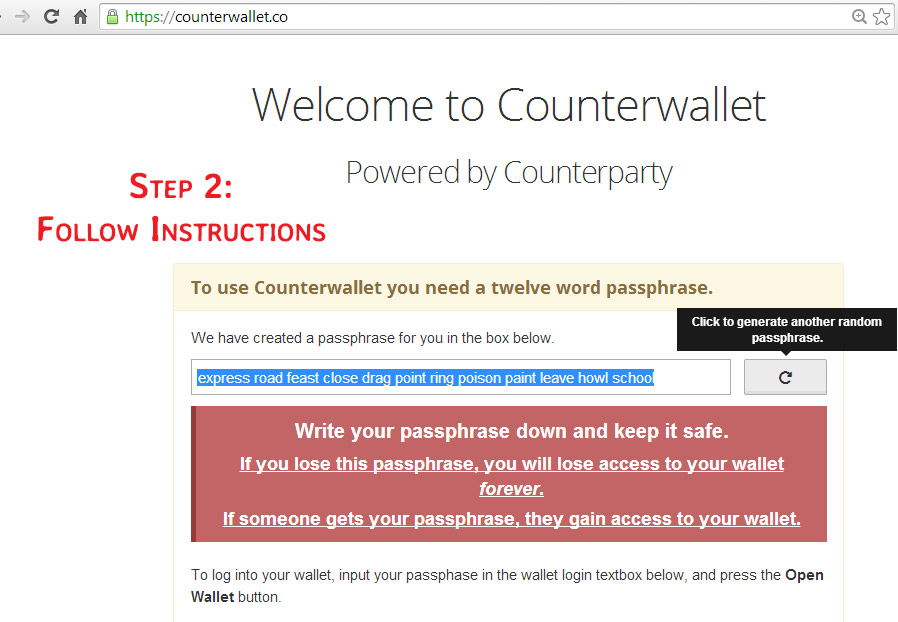 https://counterwallet.co
Welcome to Counterwallet
Powered by Counterparty
Step 2:
Follow Instructions
To use Counterwallet you need a twelve word passphrase.
Click to generate another random
passphrase.
We have created a passphrase for you in the box below.
express road feast close drag point ring poison paint leave howl school
Write your passphrase down and keep it safe.
If you lose this passphrase, you will lose access to your wallet
forever.
If someone gets your passphrase, they gain access to your wallet.
To log into your wallet, input your passphase in the wallet login textbox below, and press the Open
Wallet button.